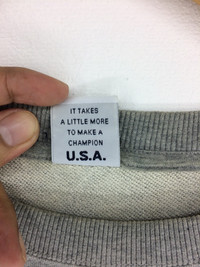 IT TAKES
A LITTLE MORE
TO MAKE A
CHAMPION
U.S.A.